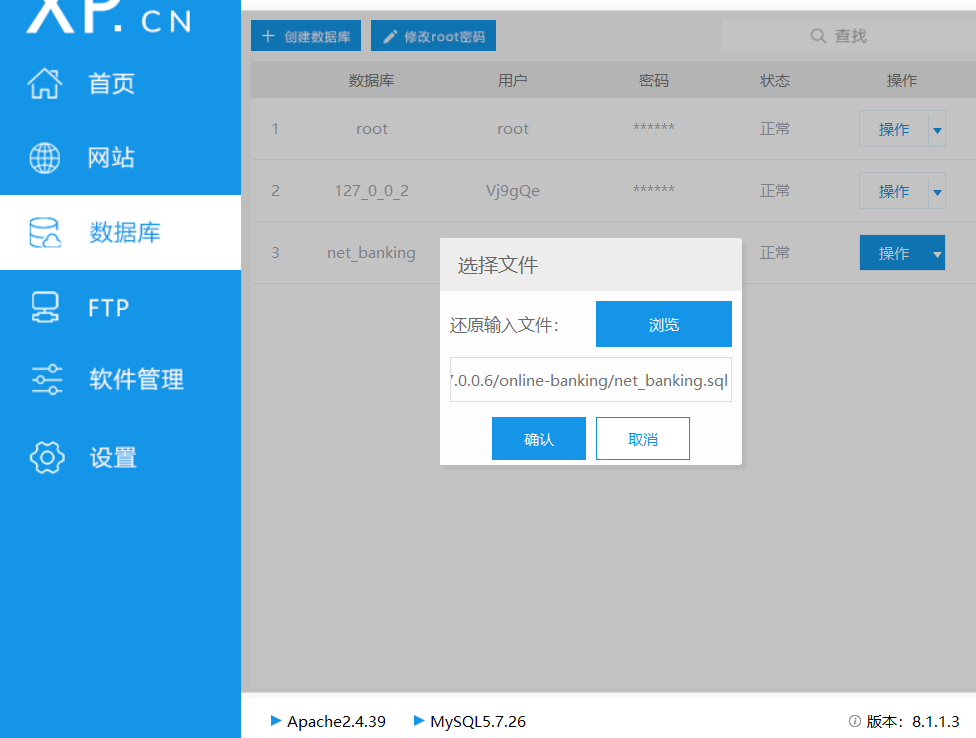 XP.CN
首页
网站
数据库
FTP
软件管理
设置
创建数据库 修改root密码 查找
数据库 用户 密码 状态 操作
1 root root ****** 正常 操作
2 127_0_0_2 Vj9gQe ****** 正常 操作
3 net_banking 正常 操作
选择文件
还原输入文件： 浏览
7.0.0.6/online-banking/net_banking.sql
确认 取消
Apache2.4.39 MySQL5.7.26 版本：8.1.1.3